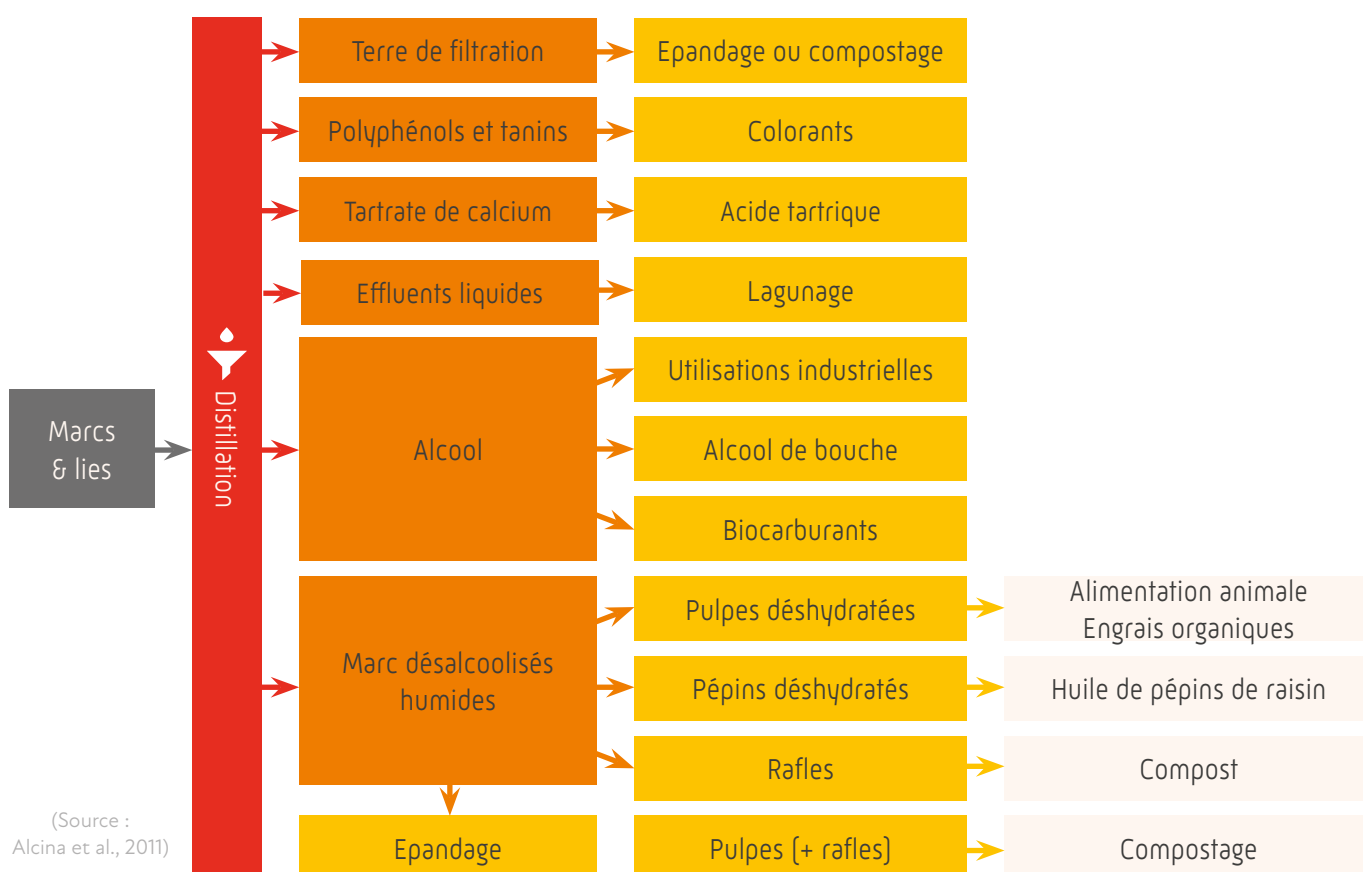 Terre de filtration
Epandage ou compostage
Polyphénols et tanins
Colorants
Tartrate de calcium
Acide tartrique
Effluents liquides
Lagunage
Marcs
& lies
Distillation
Alcool
Utilisations industrielles
Alcool de bouche
Biocarburants
Marc désalcoolisés
humides
Pulpes déshydratées
Alimentation animale
Engrais organiques
Pépins déshydratés
Huile de pépins de raisin
Rafles
Compost
Epandage
Pulpes (+ rafles)
Compostage
(Source :
Alcina et al., 2011)